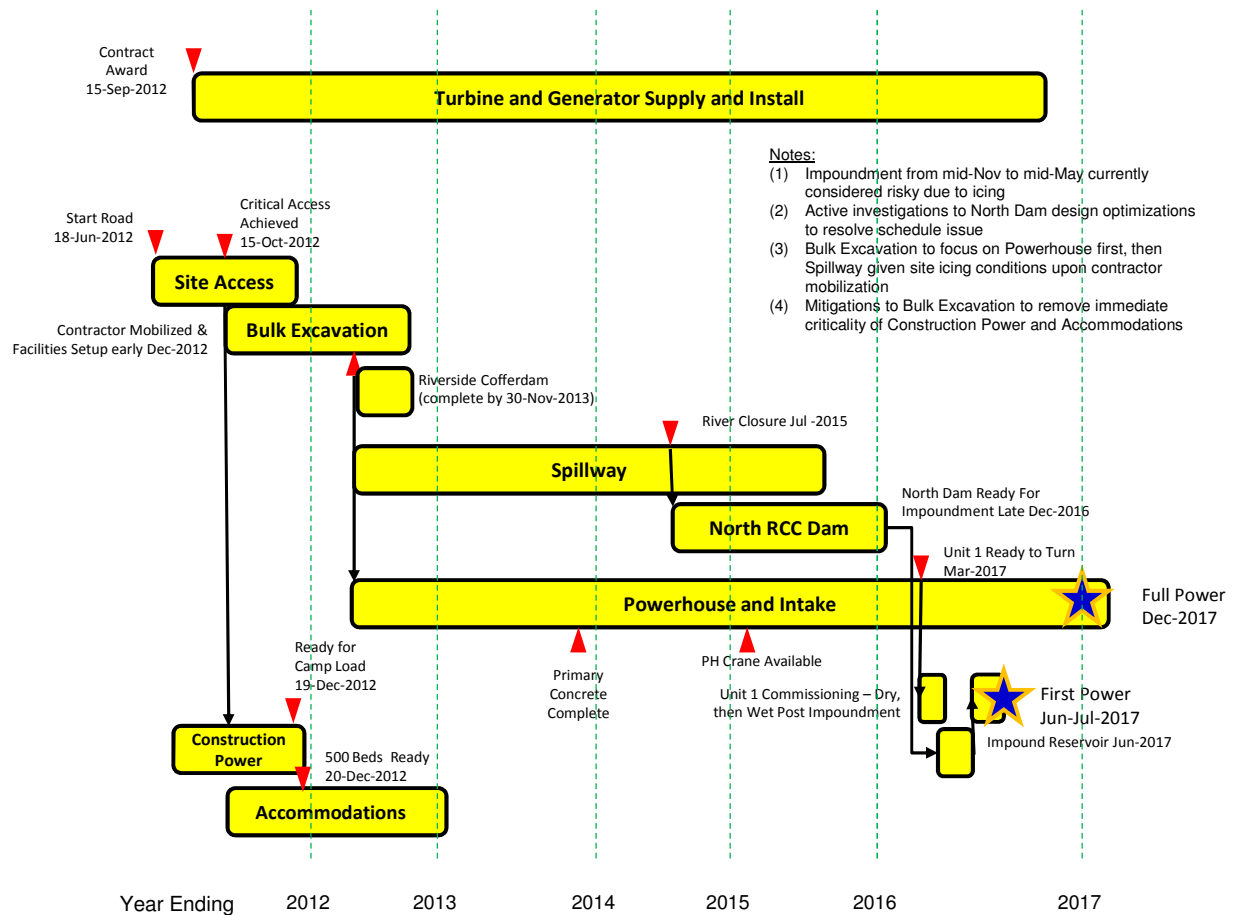 Contract
Award
15-Sep-2012
Turbine and Generator Supply and Install
Notes:
(1) Impoundment from mid-Nov to mid-May currently
considered risky due to icing
(2) Active investigations to North Dam design optimizations
to resolve schedule issue
(3) Bulk Excavation to focus on Powerhouse first, then
Spillway given site icing conditions upon contractor
mobilization
(4) Mitigations to Bulk Excavation to remove immediate
criticality of Construction Power and Accommodations
Start Road
18-Jun-2012
Critical Access
Achieved
15-Oct-2012
Site Access
Contractor Mobilized &
Facilities Setup early Dec-2012
Bulk Excavation
Riverside Cofferdam
(complete by 30-Nov-2013)
River Closure Jul -2015
Spillway
North Dam Ready For
Impoundment Late Dec-2016
North RCC Dam
Unit 1 Ready to Turn
Mar-2017
Powerhouse and Intake
Full Power
Dec-2017
Ready for
Camp Load
19-Dec-2012
Primary
Concrete
Complete
PH Crane Available
Unit 1 Commissioning – Dry,
then Wet Post Impoundment
First Power
Jun-Jul-2017
Impound Reservoir Jun-2017
Construction
Power
500 Beds Ready
20-Dec-2012
Accommodations
Year Ending 2012 2013 2014 2015 2016 2017